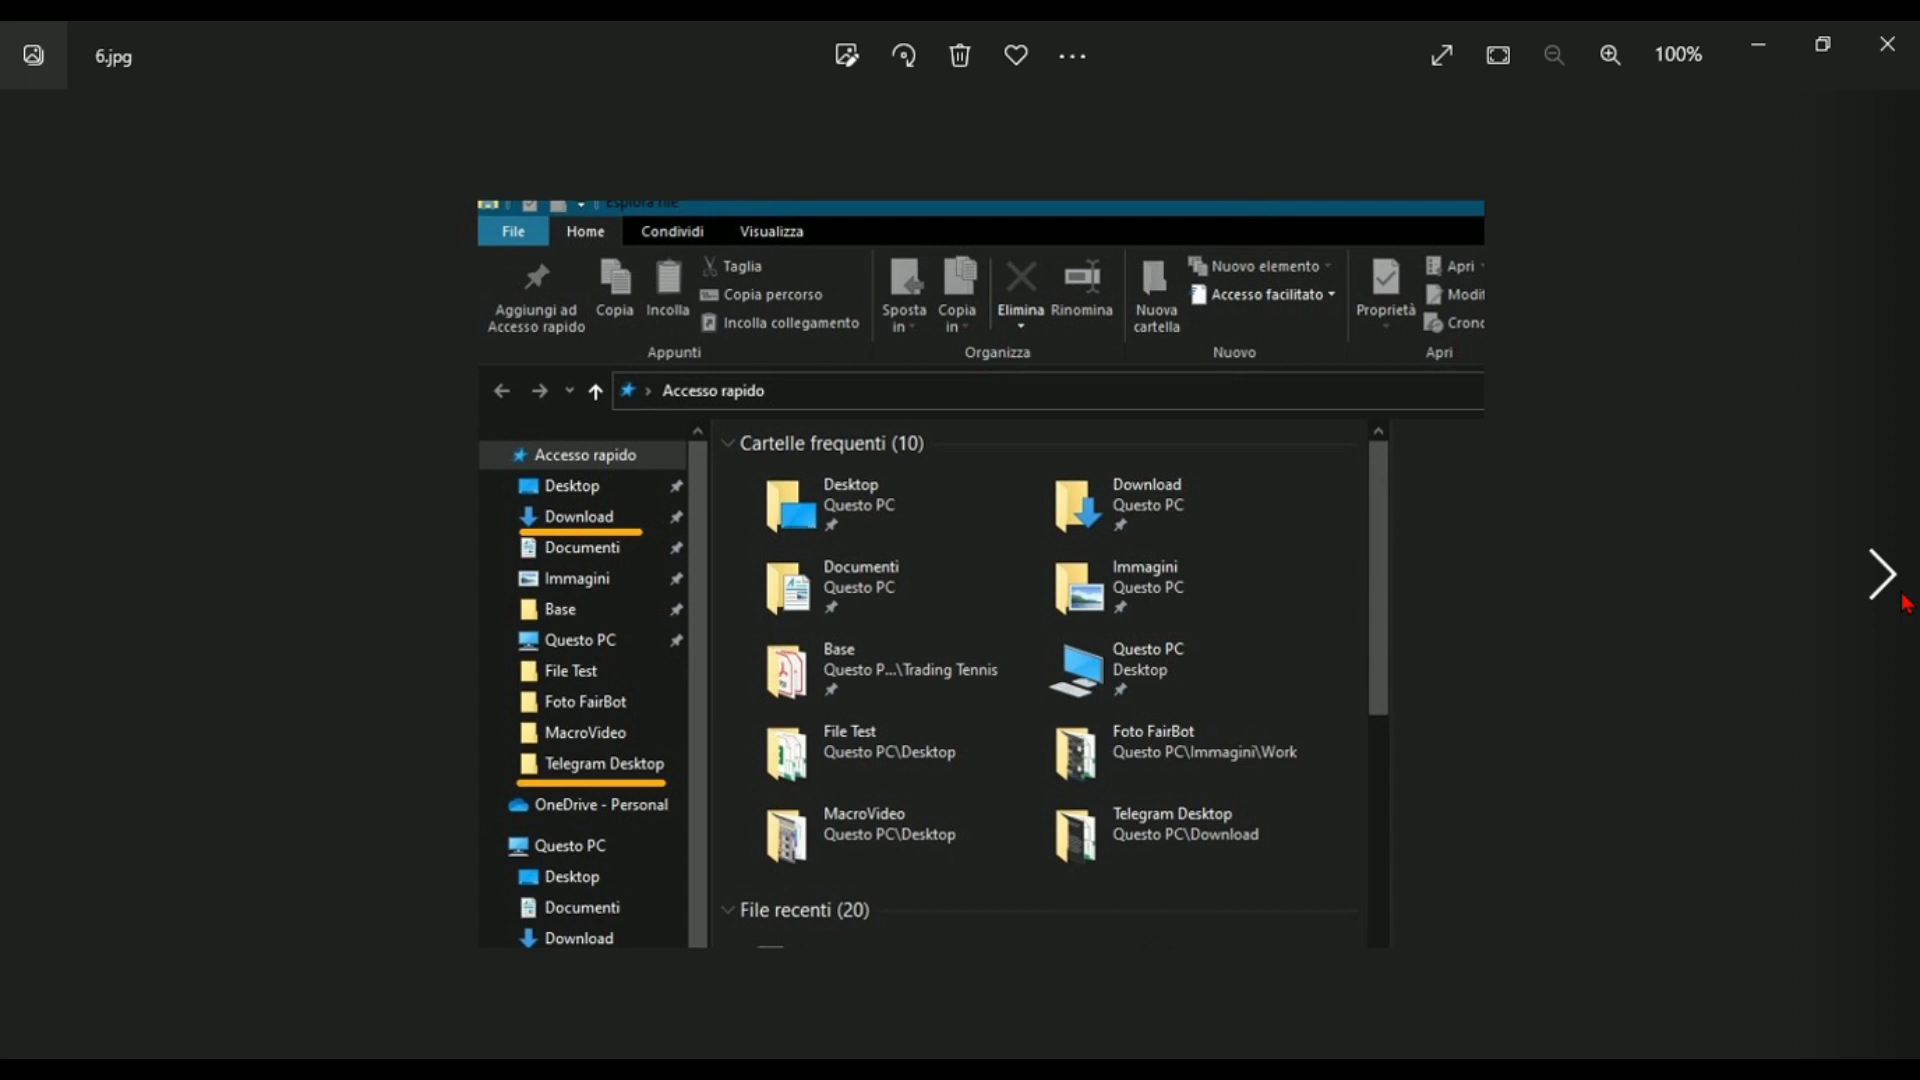 6.jpg
100%
Esplora file
File Home Condividi Visualizza
Aggiungi ad
Accesso rapido
Copia
Incolla
Taglia
Copia percorso
Incolla collegamento
Appunti
Sposta
in
Copia
in
Elimina
Rinomina
Organizza
Nuova
cartella
Nuovo elemento
Accesso facilitato
Nuovo
Proprietà
Apri
Modif
Crono
Apri
Accesso rapido
Accesso rapido
Desktop
Download
Documenti
Immagini
Base
Questo PC
File Test
Foto FairBot
MacroVideo
Telegram Desktop
OneDrive - Personal
Questo PC
Desktop
Documenti
Download
Cartelle frequenti (10)
Desktop
Questo PC
Download
Questo PC
Documenti
Questo PC
Immagini
Questo PC
Base
Questo P...\Trading Tennis
Questo PC
Desktop
File Test
Questo PC\Desktop
Foto FairBot
Questo PC\Immagini\Work
MacroVideo
Questo PC\Desktop
Telegram Desktop
Questo PC\Download
File recenti (20)